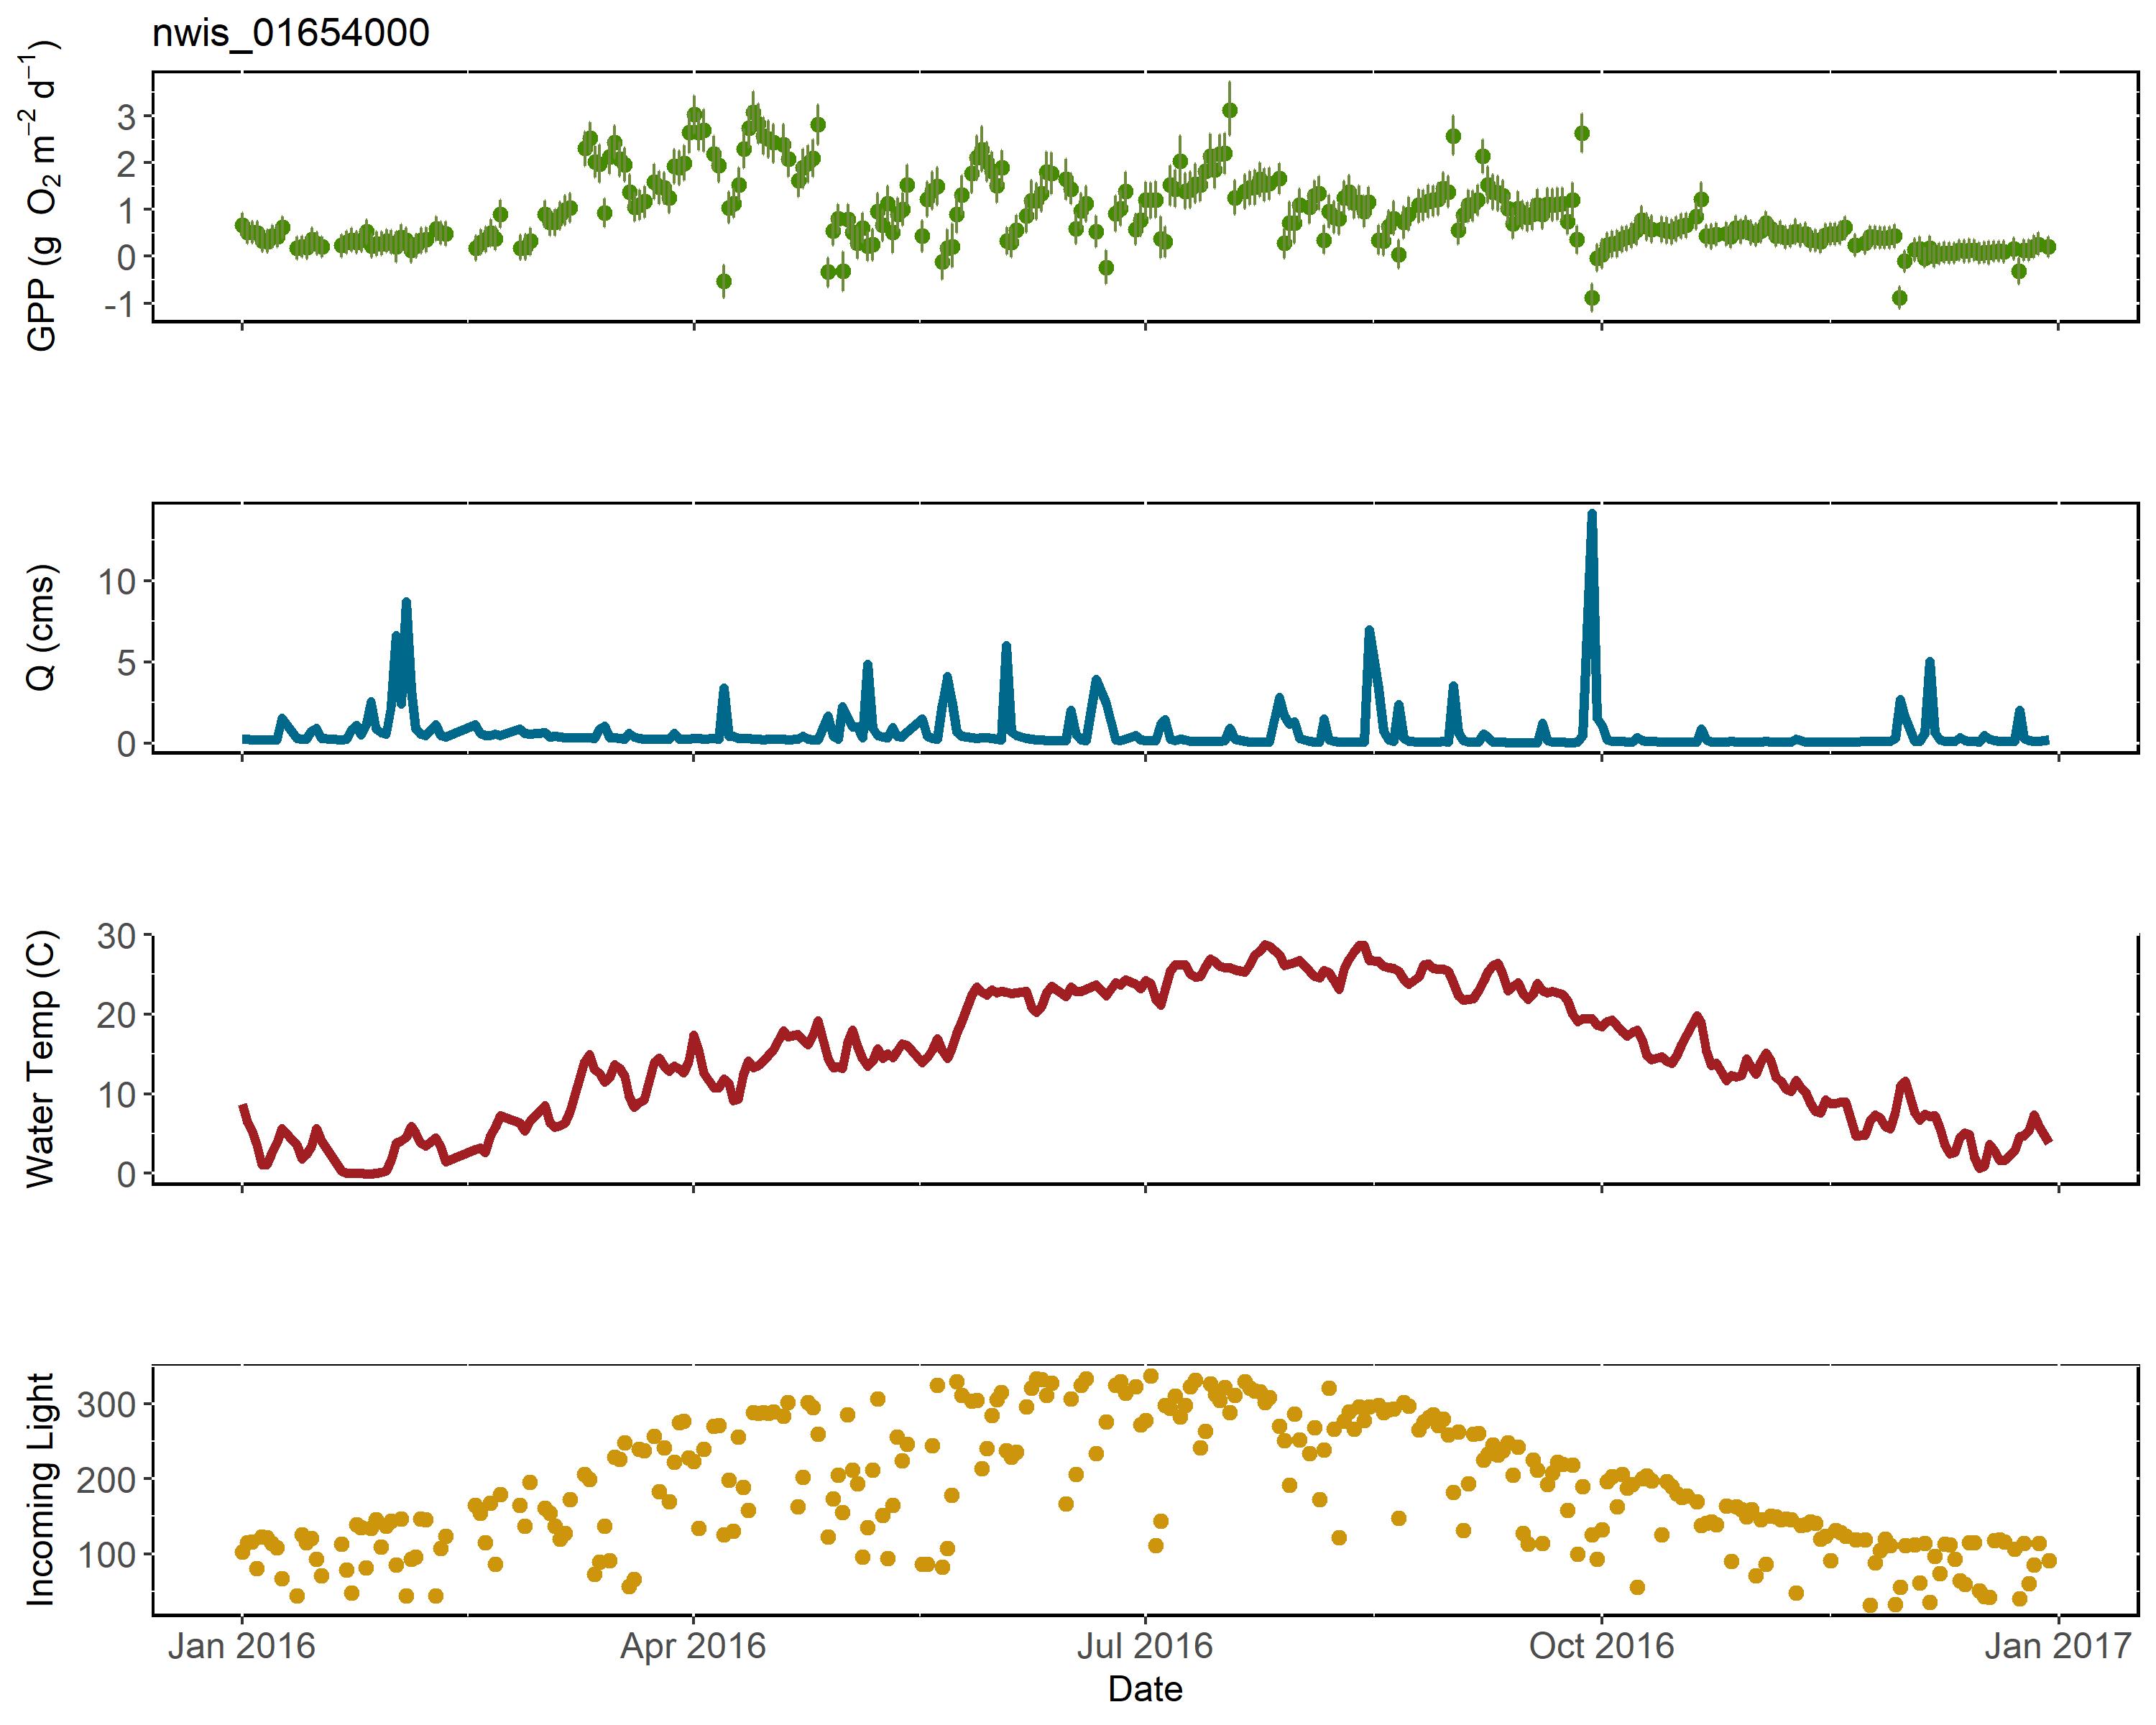 nwis_01654000
GPP (g O₂ m⁻² d⁻¹)
3
2
1
0
-1
Q (cms)
10
5
0
Water Temp (C)
30
20
10
0
Incoming Light
300
200
100
Jan 2016 Apr 2016 Jul 2016 Oct 2016 Jan 2017
Date